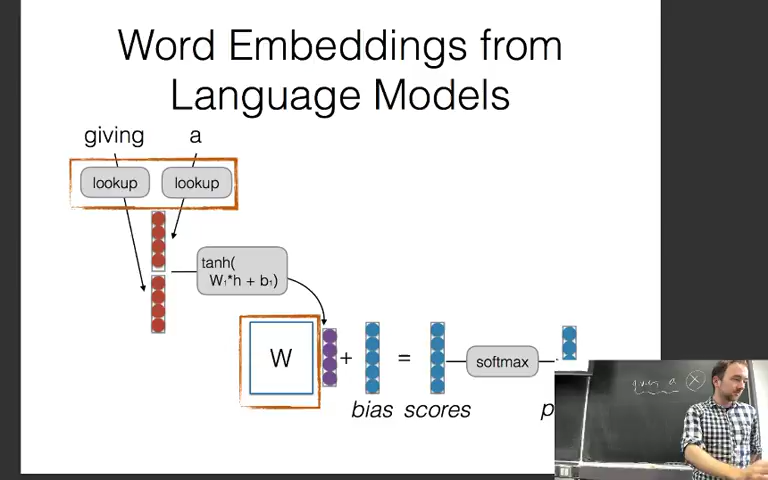 Word Embeddings from
Language Models
giving a
lookup lookup
tanh(
W₁*h + b₁)
W + = softmax
bias scores p
a